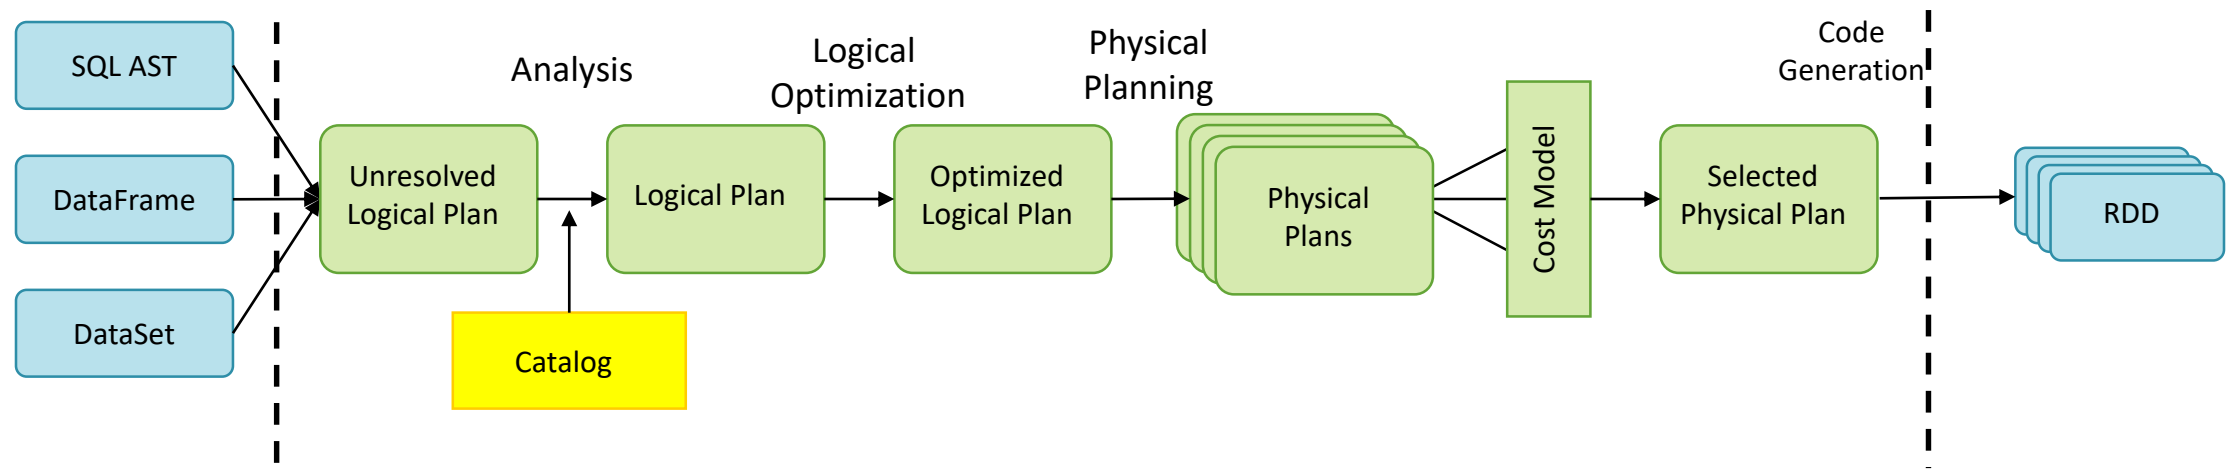 SQL AST
DataFrame
DataSet
Analysis
Unresolved
Logical Plan
Catalog
Logical Plan
Logical
Optimization
Optimized
Logical Plan
Physical
Planning
Physical
Plans
Cost Model
Selected
Physical Plan
Code
Generation
RDD